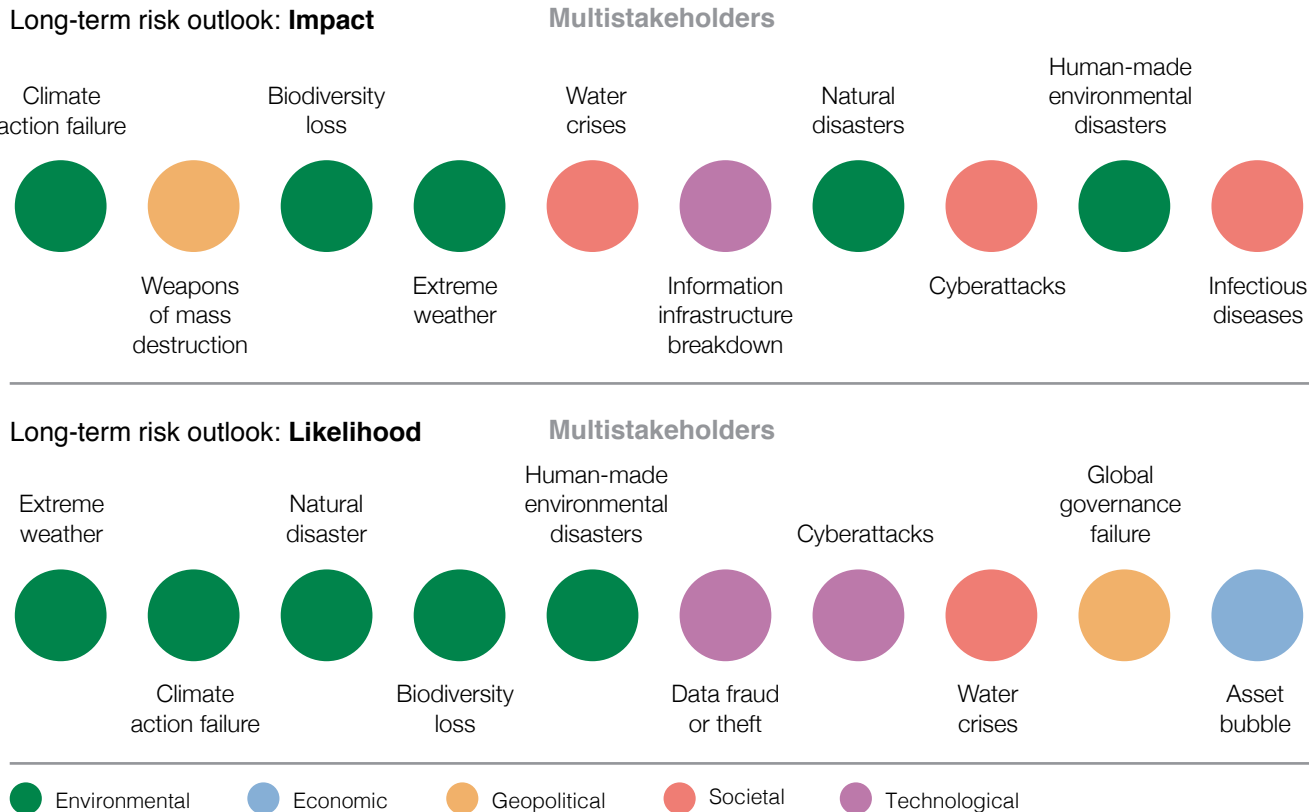 Long-term risk outlook: Impact
Multistakeholders
Climate
action failure
Biodiversity
loss
Water
crises
Natural
disasters
Human-made
environmental
disasters
Weapons
of mass
destruction
Extreme
weather
Information
infrastructure
breakdown
Cyberattacks
Infectious
diseases
Long-term risk outlook: Likelihood
Multistakeholders
Extreme
weather
Natural
disaster
Human-made
environmental
disasters
Cyberattacks
Global
governance
failure
Climate
action failure
Biodiversity
loss
Data fraud
or theft
Water
crises
Asset
bubble
Environmental
Economic
Geopolitical
Societal
Technological